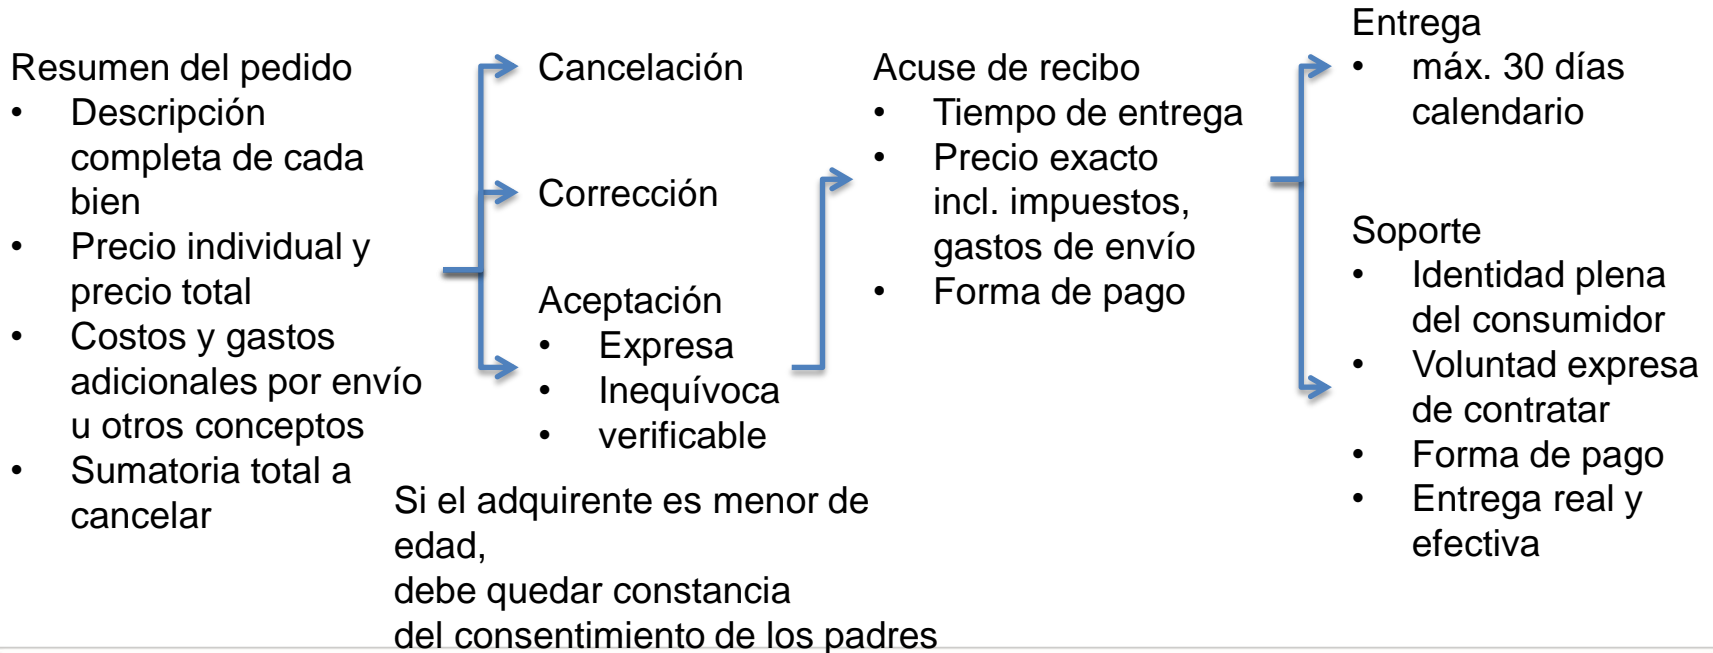 Resumen del pedido
• Descripción
completa de cada
bien
• Precio individual y
precio total
• Costos y gastos
adicionales por envío
u otros conceptos
• Sumatoria total a
cancelar
Cancelación
Corrección
Aceptación
• Expresa
• Inequívoca
• verificable
Si el adquirente es menor de
edad,
debe quedar constancia
del consentimiento de los padres
Acuse de recibo
• Tiempo de entrega
• Precio exacto
incl. impuestos,
gastos de envío
• Forma de pago
Entrega
• máx. 30 días
calendario
Soporte
• Identidad plena
del consumidor
• Voluntad expresa
de contratar
• Forma de pago
• Entrega real y
efectiva